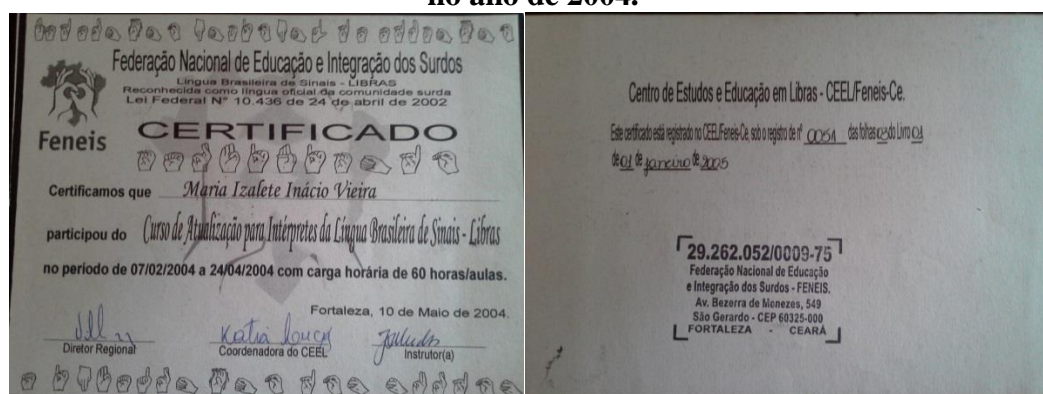 no ano de 2004.
Federação Nacional de Educação e Integração dos Surdos
Língua Brasileira de Sinais - LIBRAS
Reconhecida como língua oficial da comunidade surda
Lei Federal N° 10.436 de 24 de abril de 2002
Feneis
CERTIFICADO
Certificamos que Maria Izalete Inácio Vieira
participou do Curso de Atualização para Intérpretes da Língua Brasileira de Sinais - Libras
no período de 07/02/2004 a 24/04/2004 com carga horária de 60 horas/aulas.
Fortaleza, 10 de Maio de 2004.
Katia
Diretor Regional
Coordenadora do CEEL
Instrutor(a)
Centro de Estudos e Educação em Libras - CEEL/Feneis-Ce.
Este certificado está registrado no CEEL/Feneis-Ce, sob o registro de nº 0051 das folhas 03 do Livro 01
de 01 de janeiro de 2005
29.262.052/0009-75
Federação Nacional de Educação
e Integração dos Surdos - FENEIS.
Av. Bezerra de Menezes, 549
São Gerardo - CEP 60325-000
FORTALEZA - CEARÁ